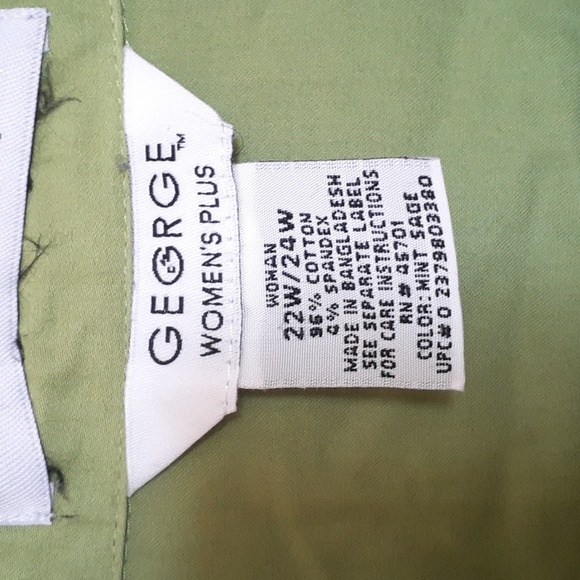 GEORGE™
WOMEN'S PLUS
WOMAN
22W/24W
96% COTTON
4% SPANDEX
MADE IN BANGLADESH
SEE SEPARATE LABEL
FOR CARE INSTRUCTIONS
RN# 45701
COLOR: MINT SAGE
UPC# 0 2379803380